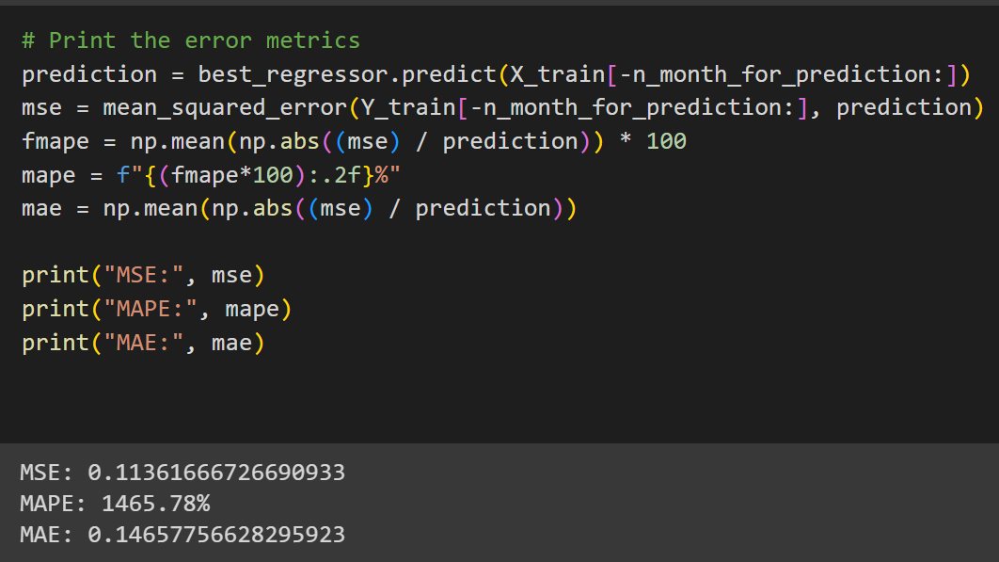 # Print the error metrics
prediction = best_regressor.predict(X_train[-n_month_for_prediction:])
mse = mean_squared_error(Y_train[-n_month_for_prediction:], prediction)
fmape = np.mean(np.abs((mse) / prediction)) * 100
mape = f"{(fmape*100):.2f}%"
mae = np.mean(np.abs((mse) / prediction))
print("MSE:", mse)
print("MAPE:", mape)
print("MAE:", mae)
MSE: 0.11361666726690933
MAPE: 1465.78%
MAE: 0.14657756628295923